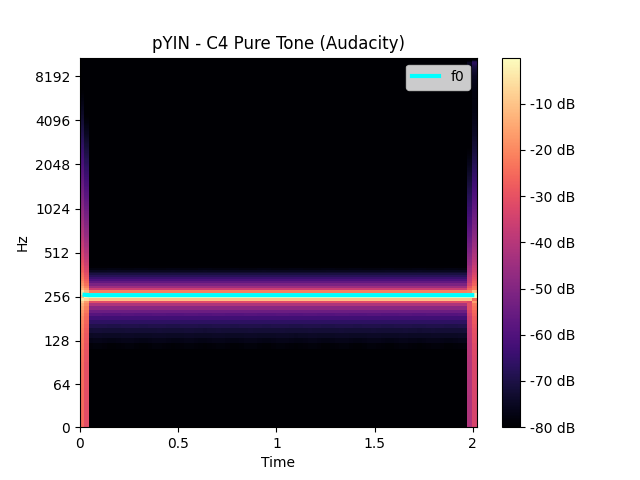 pYIN - C4 Pure Tone (Audacity)
f0
8192
4096
2048
1024
512
256
128
64
0
Hz
0
0.5
1
1.5
2
Time
-10 dB
-20 dB
-30 dB
-40 dB
-50 dB
-60 dB
-70 dB
-80 dB